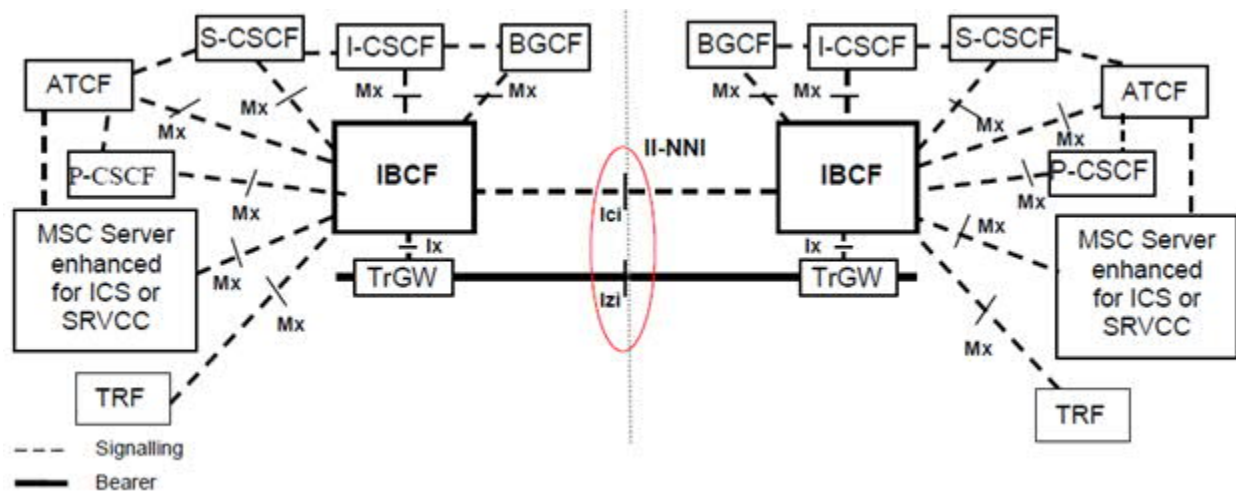 S-CSCF
I-CSCF
BGCF
BGCF
I-CSCF
S-CSCF
ATCF
ATCF
Mx
Mx
Mx
Mx
Mx
Mx
Mx
Mx
II-NNI
P-CSCF
IBCF
IBCF
P-CSCF
Mx
Ici
Mx
MSC Server
enhanced
for ICS or
SRVCC
Mx
Ix
Ix
Mx
MSC Server
enhanced
for ICS or
SRVCC
TrGW
TrGW
Mx
Izi
Mx
TRF
TRF
Signalling
Bearer